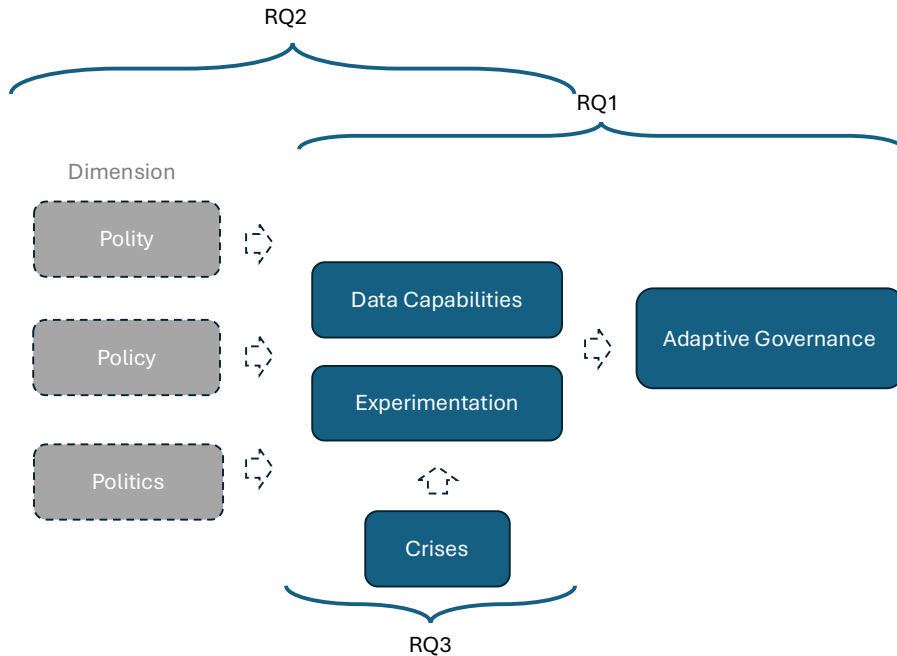 RQ2
RQ1
Dimension
Polity
Data Capabilities
Policy
Adaptive Governance
Experimentation
Politics
Crises
RQ3